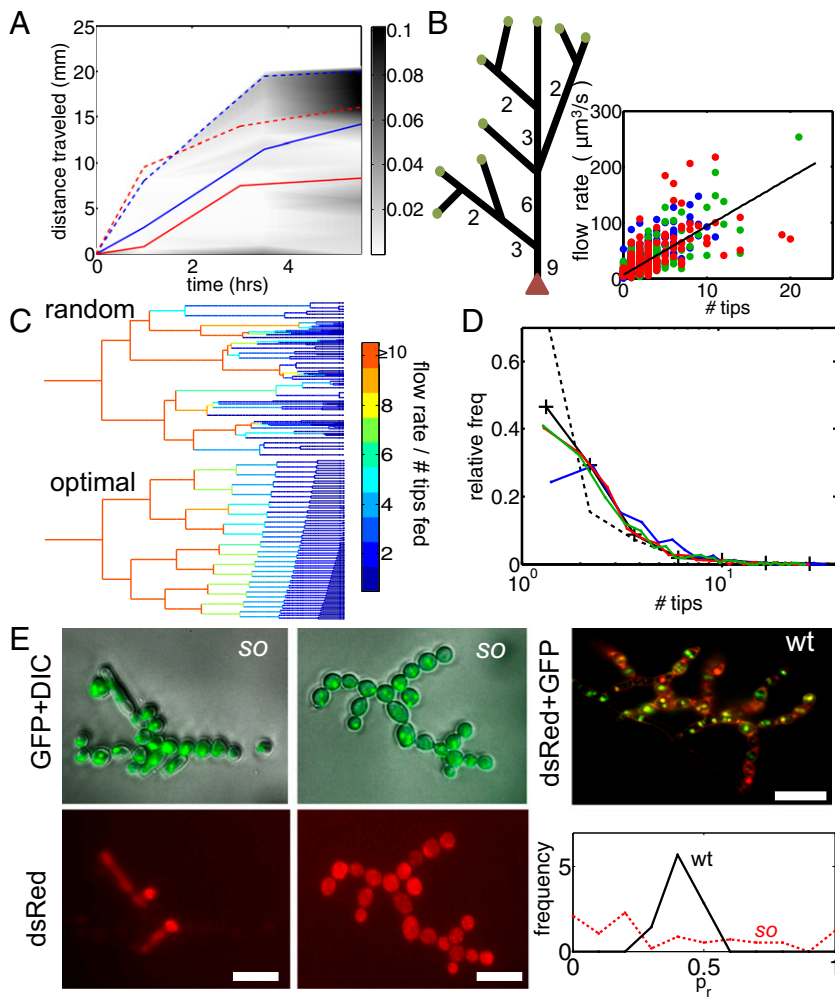 A
distance traveled (mm)
25
20
15
10
5
0
0
2
4
time (hrs)
0.1
0.08
0.06
0.04
0.02
B
2
2
3
6
2
3
9
flow rate ( μm³/s)
300
200
100
0
0
10
20
# tips
C
random
optimal
≥10
8
6
4
2
flow rate / # tips fed
D
relative freq
0.6
0.4
0.2
0
10⁰
10¹
# tips
E
GFP+DIC
so
so
dsRed+GFP
wt
dsRed
frequency
5
0
wt
so
0
0.5
1
pᵣ